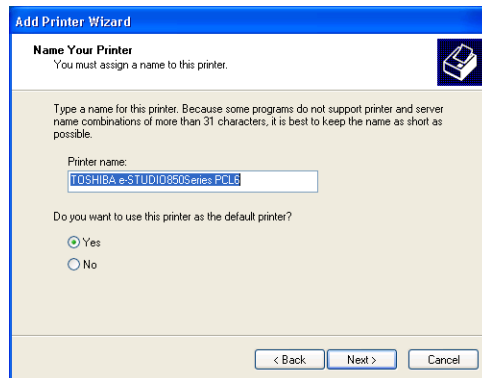 Add Printer Wizard
Name Your Printer
You must assign a name to this printer.
Type a name for this printer. Because some programs do not support printer and server
name combinations of more than 31 characters, it is best to keep the name as short as
possible.
Printer name:
TOSHIBA e-STUDIO850Series PCL6
Do you want to use this printer as the default printer?
Yes
No
< Back Next > Cancel